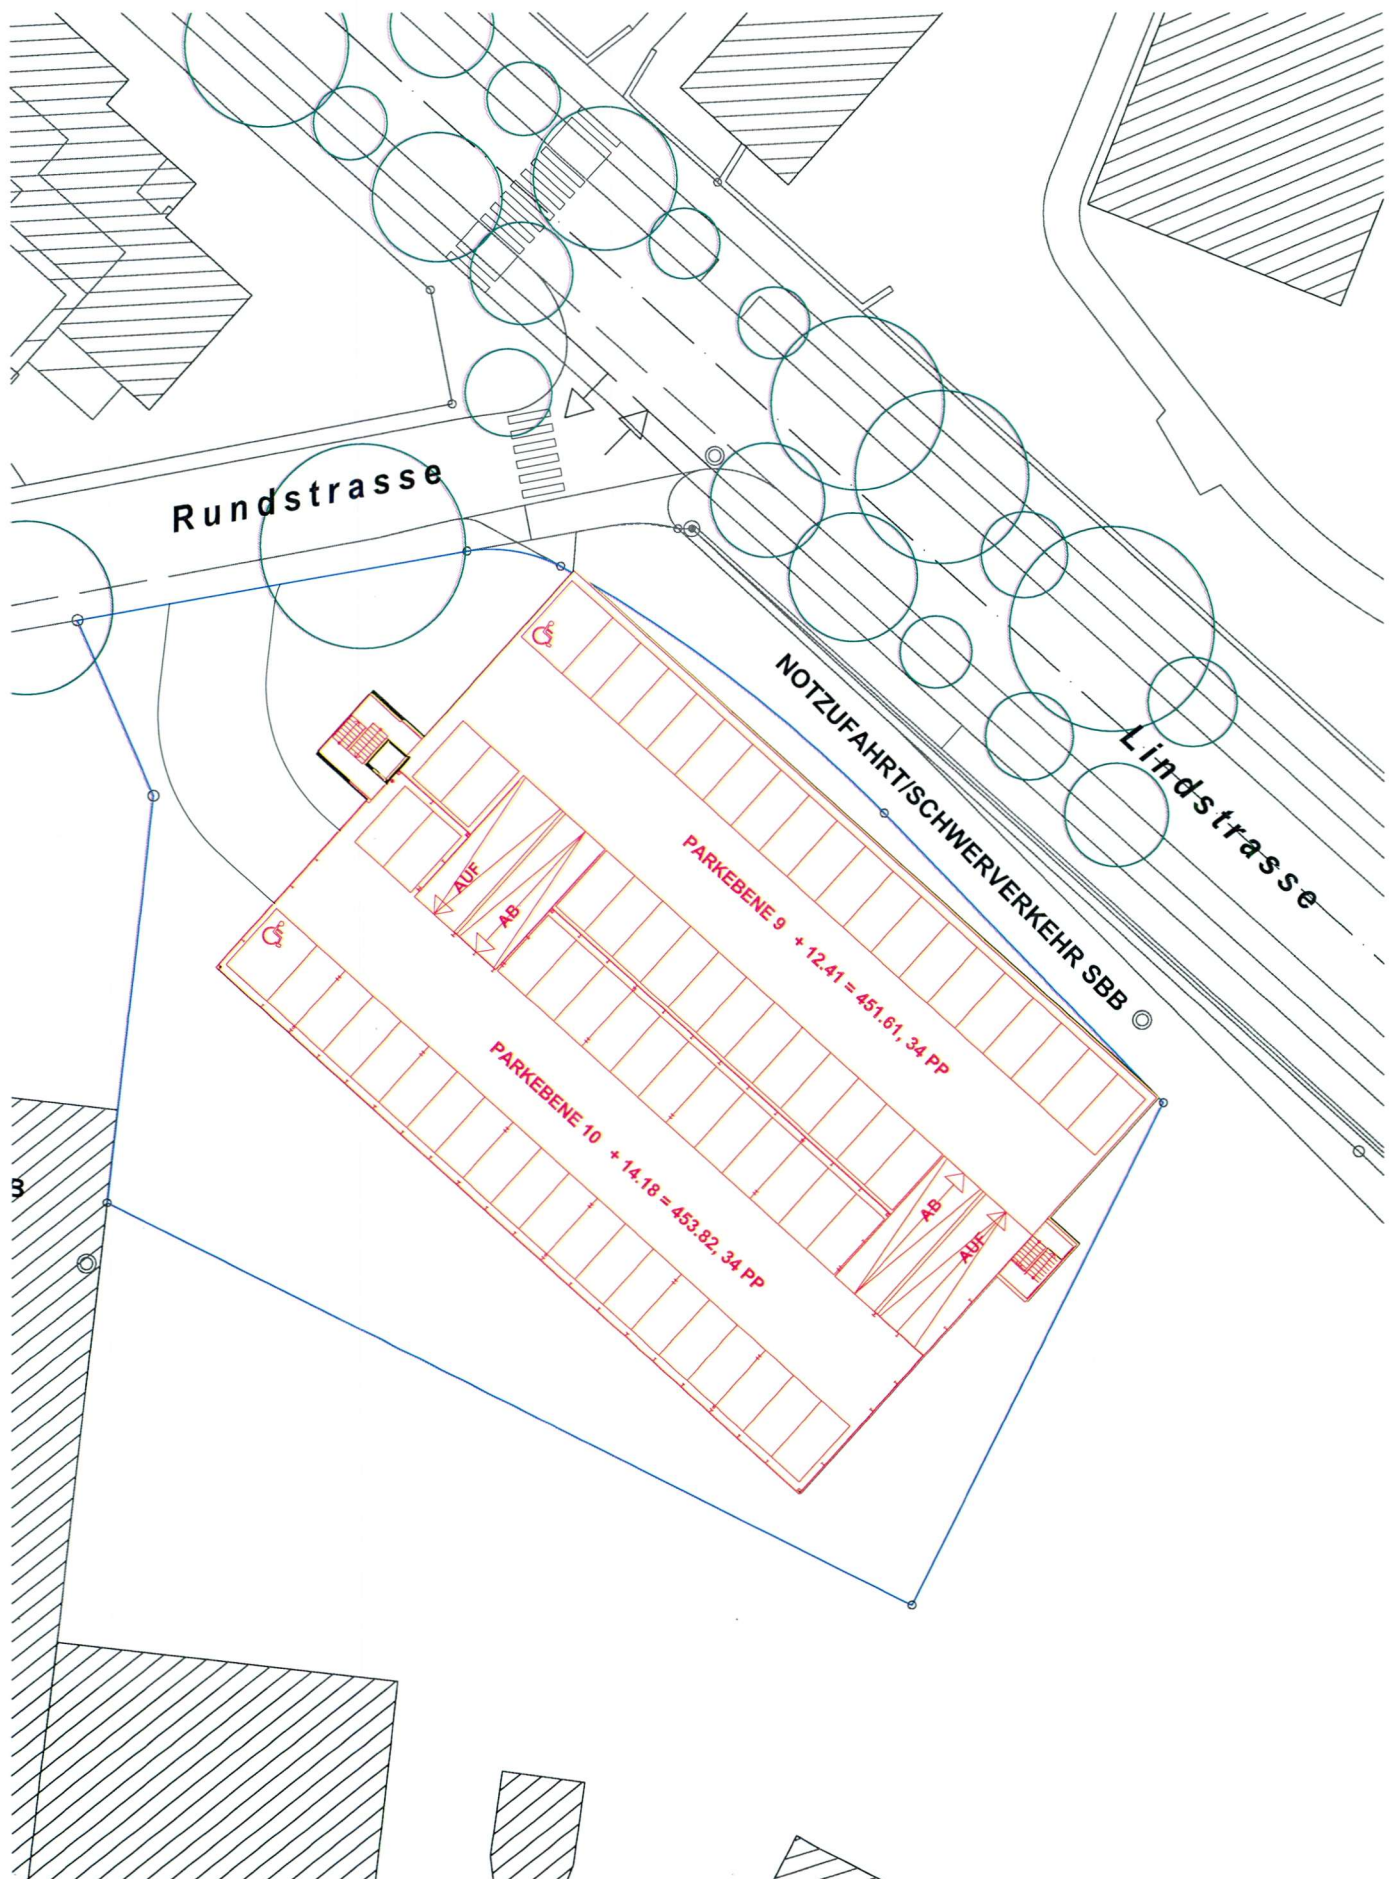 Rundstrasse
Lindstrasse
NOTZUFAHRT/SCHWERVERKEHR SBB
AUF
AB
PARKEBENE 9 + 12.41 = 451.61, 34 PP
PARKEBENE 10 + 14.18 = 453.82, 34 PP
AB
AUF
B